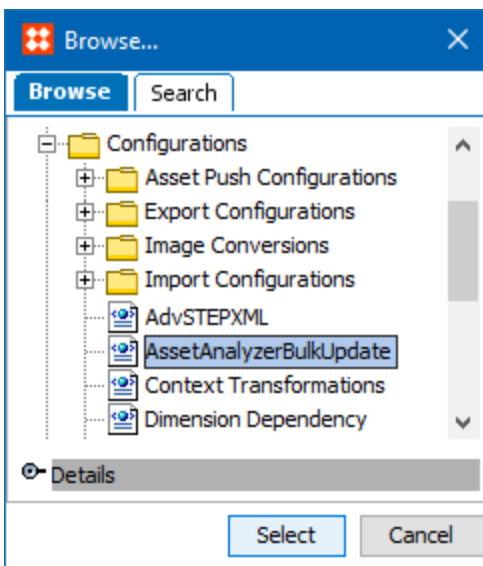 Browse...
Browse Search
Configurations
Asset Push Configurations
Export Configurations
Image Conversions
Import Configurations
AdvSTEPXML
AssetAnalyzerBulkUpdate
Context Transformations
Dimension Dependency
Details
Select Cancel